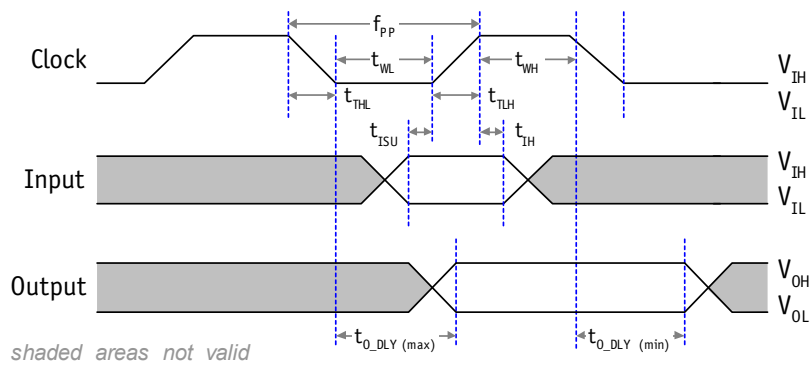 f_PP
Clock
t_WL
t_WH
V_IH
t_THL
t_TLH
V_IL
t_ISU
t_IH
Input
V_IH
V_IL
Output
V_OH
V_OL
t_O_DLY (max)
t_O_DLY (min)
shaded areas not valid